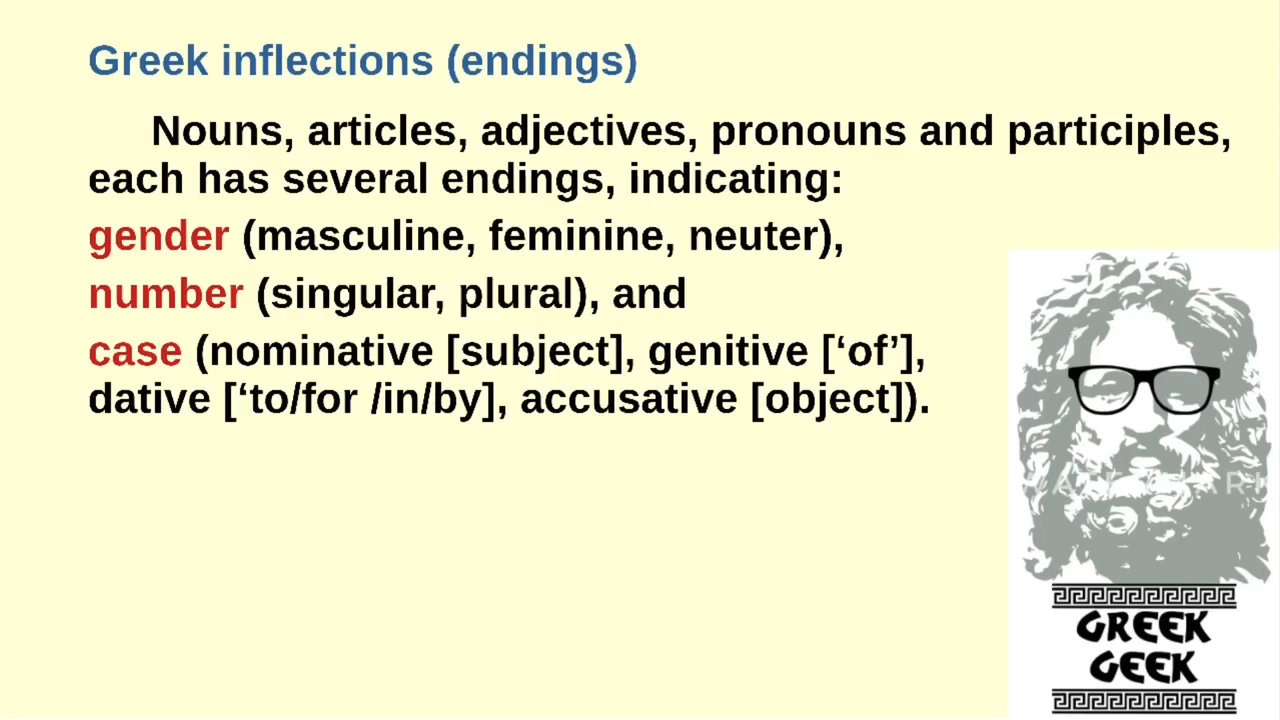 Greek inflections (endings)
Nouns, articles, adjectives, pronouns and participles,
each has several endings, indicating:
gender (masculine, feminine, neuter),
number (singular, plural), and
case (nominative [subject], genitive [‘of’],
dative [‘to/for /in/by], accusative [object]).
GREEK
GEEK